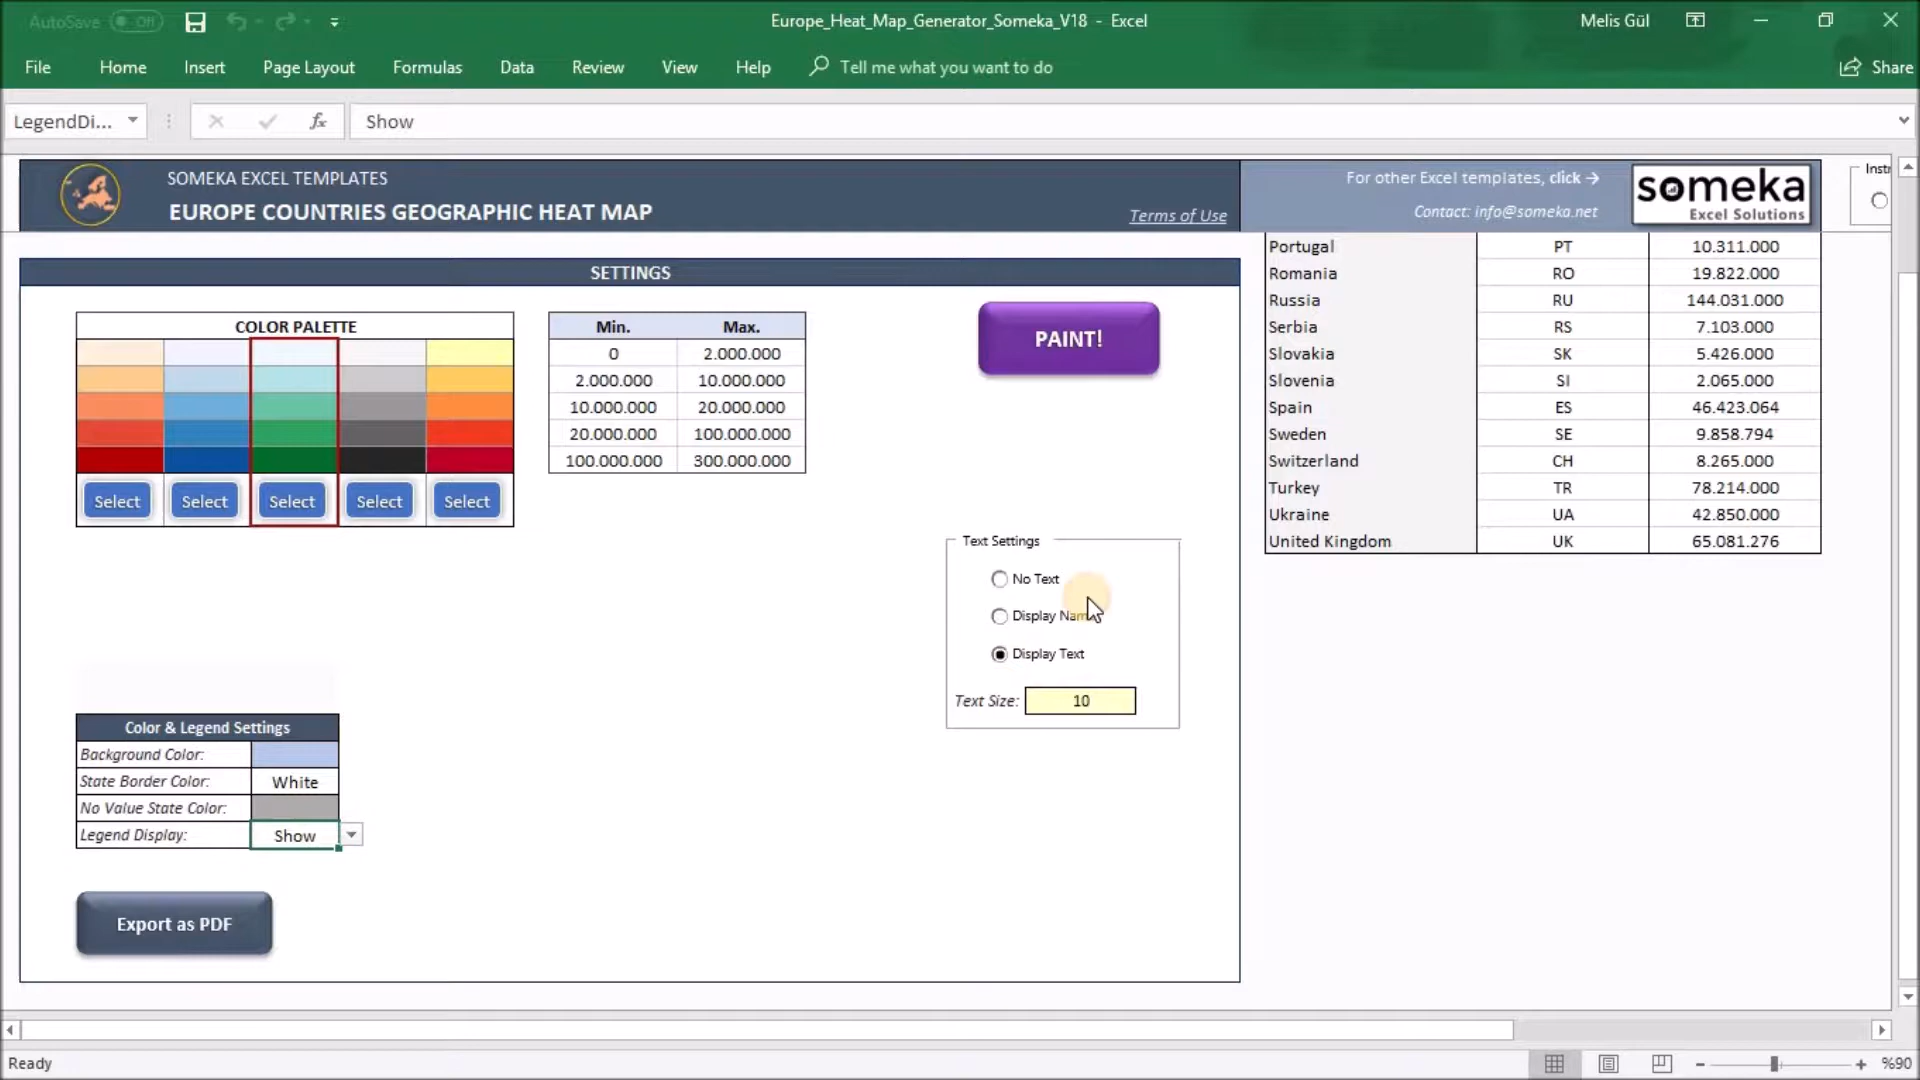 AutoSave Off
Europe_Heat_Map_Generator_Someka_V18 - Excel
Melis Gül
File Home Insert Page Layout Formulas Data Review View Help Tell me what you want to do Share
LegendDi... fx Show
SOMEKA EXCEL TEMPLATES
EUROPE COUNTRIES GEOGRAPHIC HEAT MAP
Terms of Use
For other Excel templates, click →
Contact: info@someka.net
someka
Excel Solutions
Instr
SETTINGS
COLOR PALETTE
Select Select Select Select Select
Min. Max.
0 2.000.000
2.000.000 10.000.000
10.000.000 20.000.000
20.000.000 100.000.000
100.000.000 300.000.000
PAINT!
Text Settings
No Text
Display Name
Display Text
Text Size: 10
Color & Legend Settings
Background Color:
State Border Color: White
No Value State Color:
Legend Display: Show
Export as PDF
Portugal PT 10.311.000
Romania RO 19.822.000
Russia RU 144.031.000
Serbia RS 7.103.000
Slovakia SK 5.426.000
Slovenia SI 2.065.000
Spain ES 46.423.064
Sweden SE 9.858.794
Switzerland CH 8.265.000
Turkey TR 78.214.000
Ukraine UA 42.850.000
United Kingdom UK 65.081.276
Ready
%90